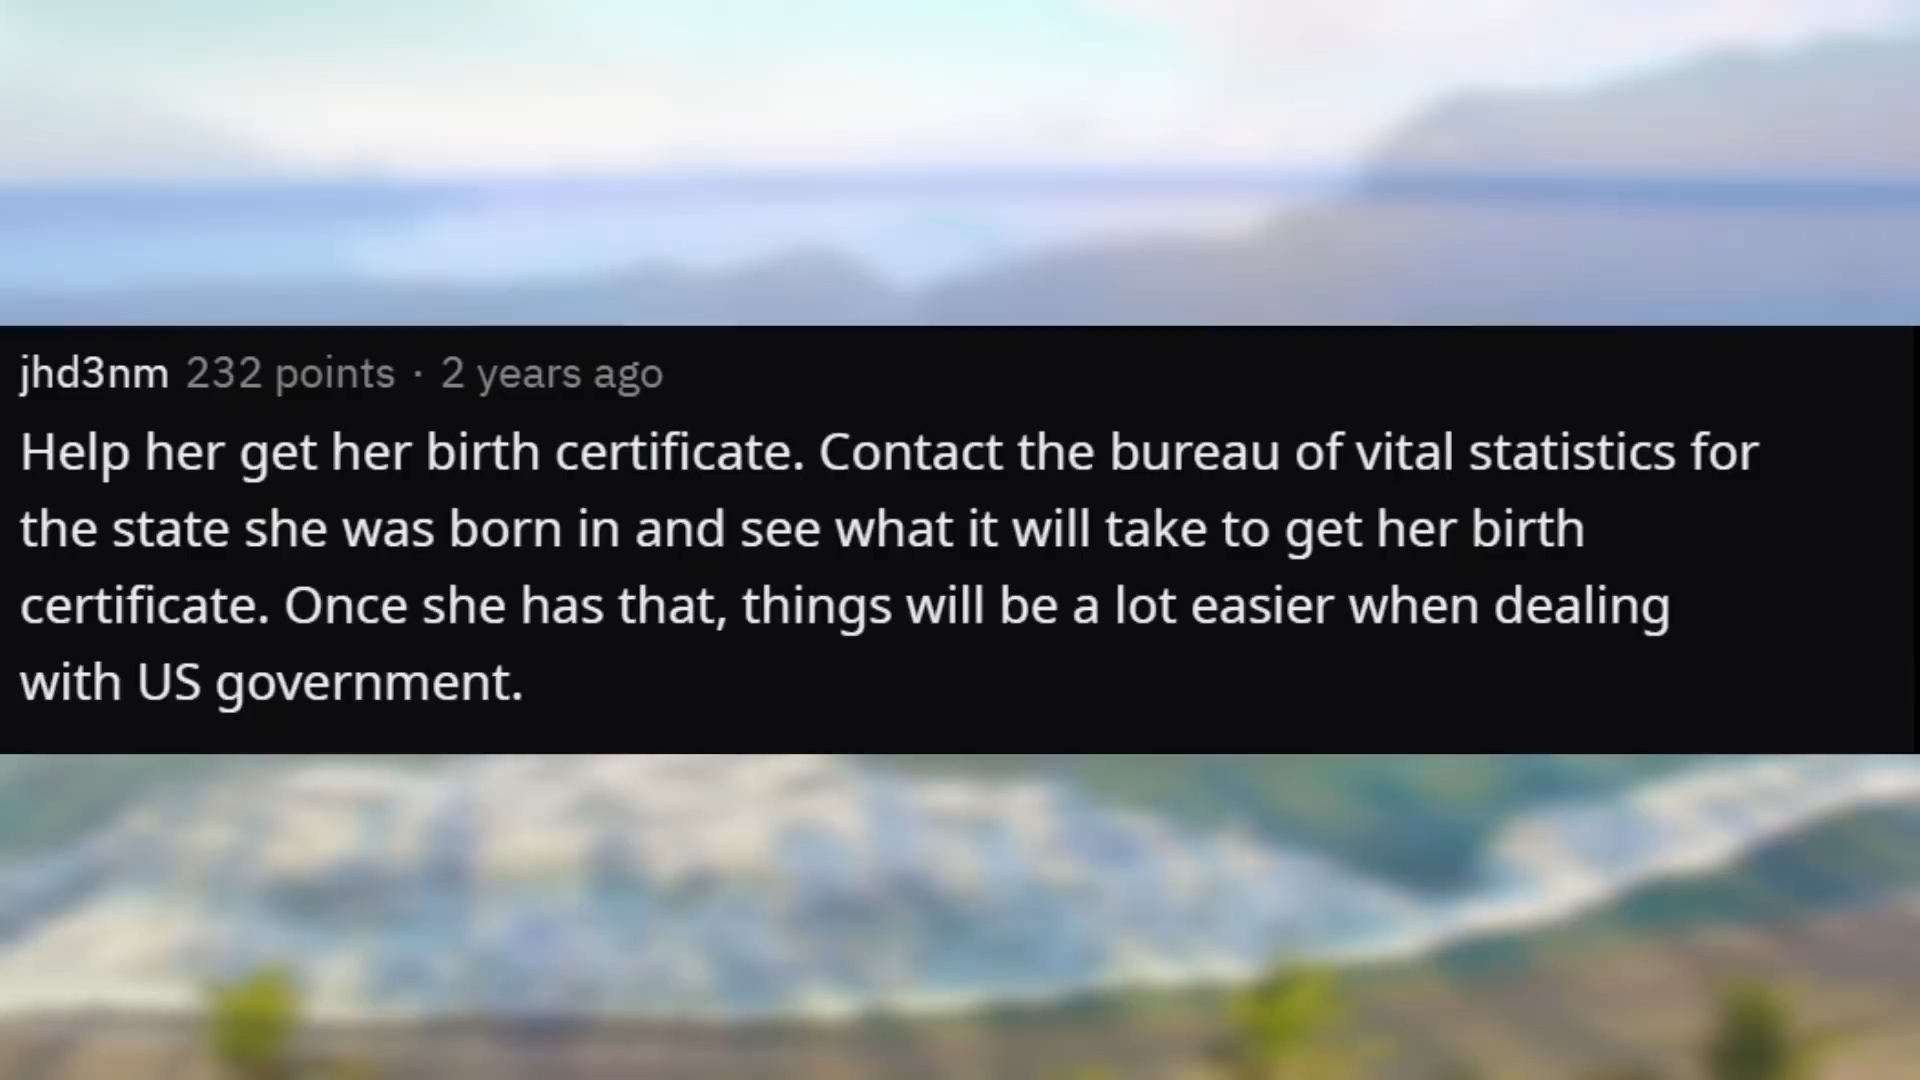 jhd3nm 232 points · 2 years ago
Help her get her birth certificate. Contact the bureau of vital statistics for
the state she was born in and see what it will take to get her birth
certificate. Once she has that, things will be a lot easier when dealing
with US government.